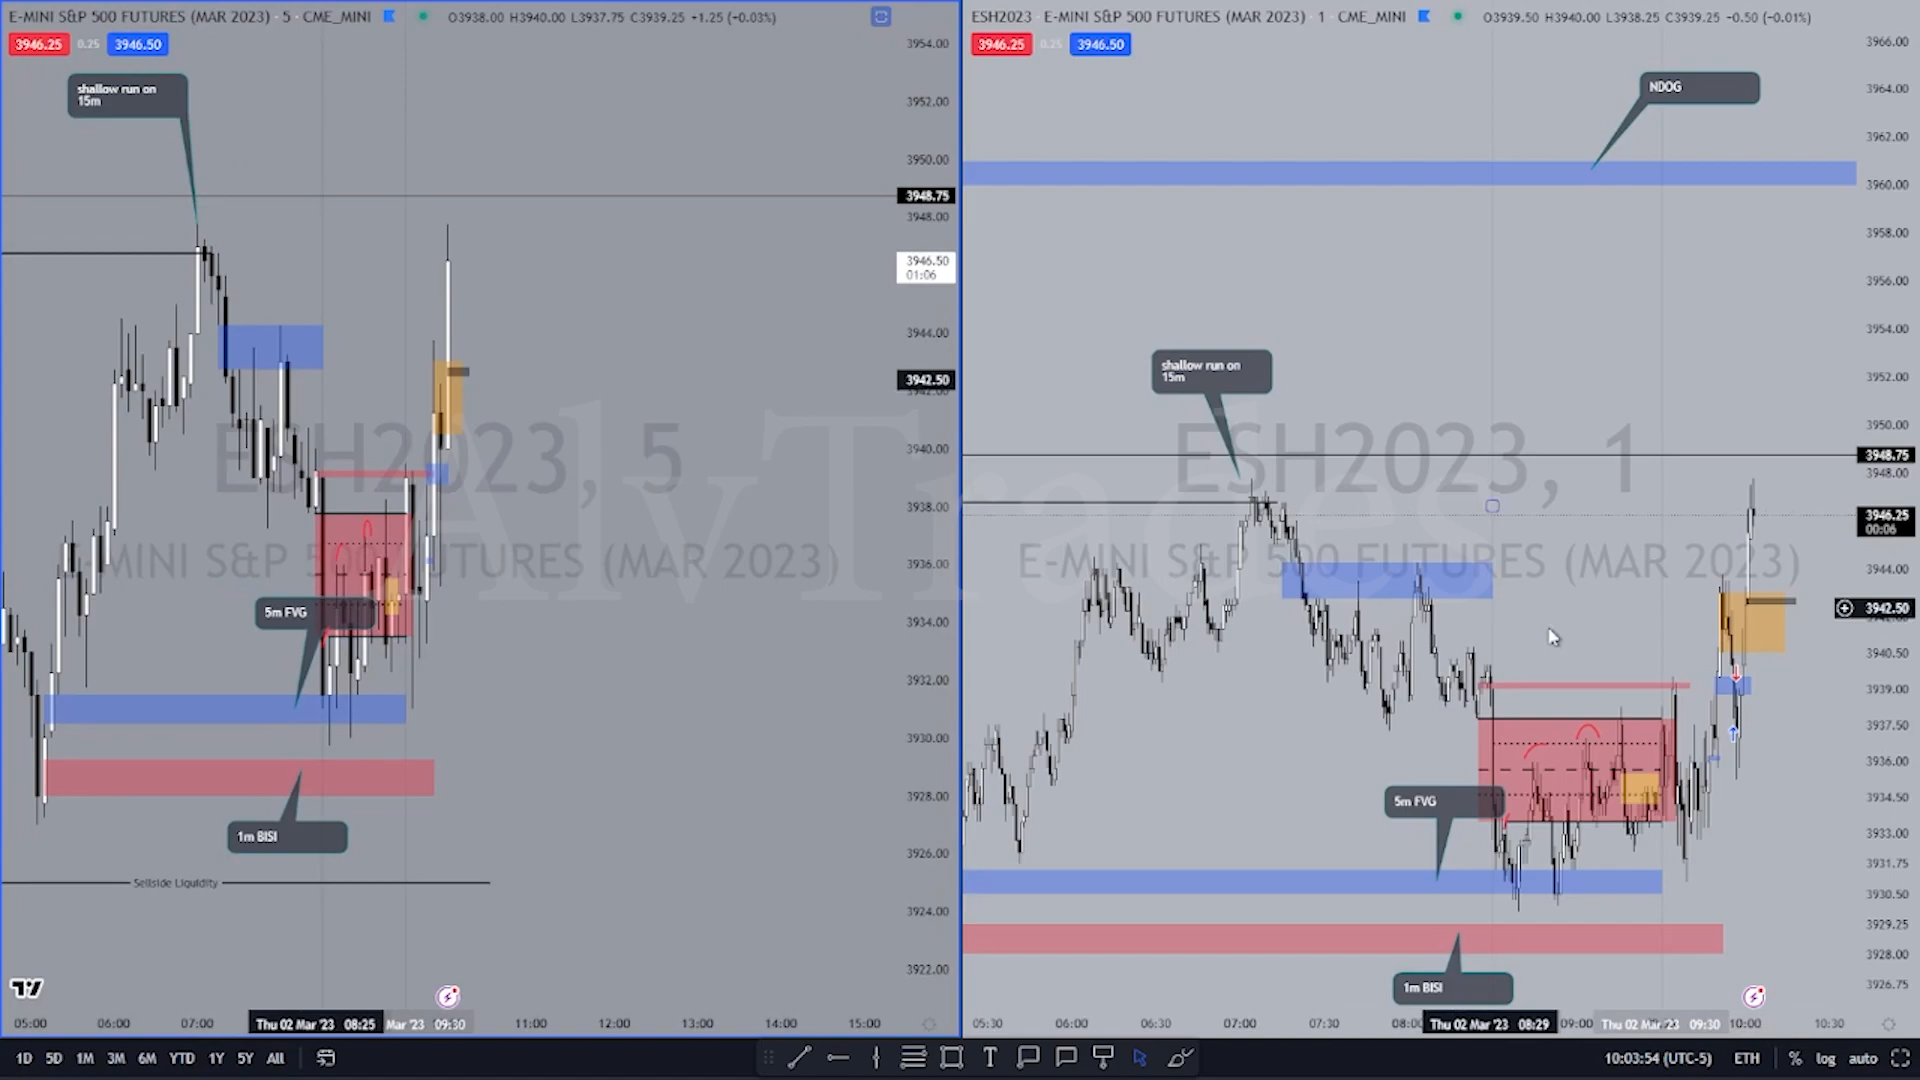 E-MINI S&P 500 FUTURES (MAR 2023) · 5 · CME_MINI O3938.00 H3940.00 L3937.75 C3939.25 +1.25 (+0.03%)
3946.25 0.25 3946.50
shallow run on
15m
ESH2023, 5
E-MINI S&P 500 FUTURES (MAR 2023)
5m FVG
1m BISI
Sellside Liquidity
3954.00
3952.00
3950.00
3948.75
3948.00
3946.50
01:06
3944.00
3942.50
3940.00
3938.00
3936.00
3934.00
3932.00
3930.00
3928.00
3926.00
3924.00
3922.00
05:00 06:00 07:00 Thu 02 Mar '23 08:25 Mar '23 09:30 11:00 12:00 13:00 14:00 15:00
ESH2023 · E-MINI S&P 500 FUTURES (MAR 2023) · 1 · CME_MINI O3939.50 H3940.00 L3938.25 C3939.25 −0.50 (−0.01%)
3946.25 0.25 3946.50
NDOG
shallow run on
15m
ESH2023, 1
E-MINI S&P 500 FUTURES (MAR 2023)
5m FVG
1m BISI
3966.00
3964.00
3962.00
3960.00
3958.00
3956.00
3954.00
3952.00
3950.00
3948.75
3948.00
3946.25
00:06
3944.00
3942.50
3940.50
3939.00
3937.50
3936.00
3934.50
3933.00
3931.75
3930.50
3929.25
3928.00
3926.75
05:30 06:00 06:30 07:00 07:30 08:00 Thu 02 Mar '23 08:29 09:00 Thu 02 Mar '23 09:30 10:00 10:30
AlvTrades
1D 5D 1M 3M 6M YTD 1Y 5Y All
10:03:54 (UTC-5) ETH % log auto